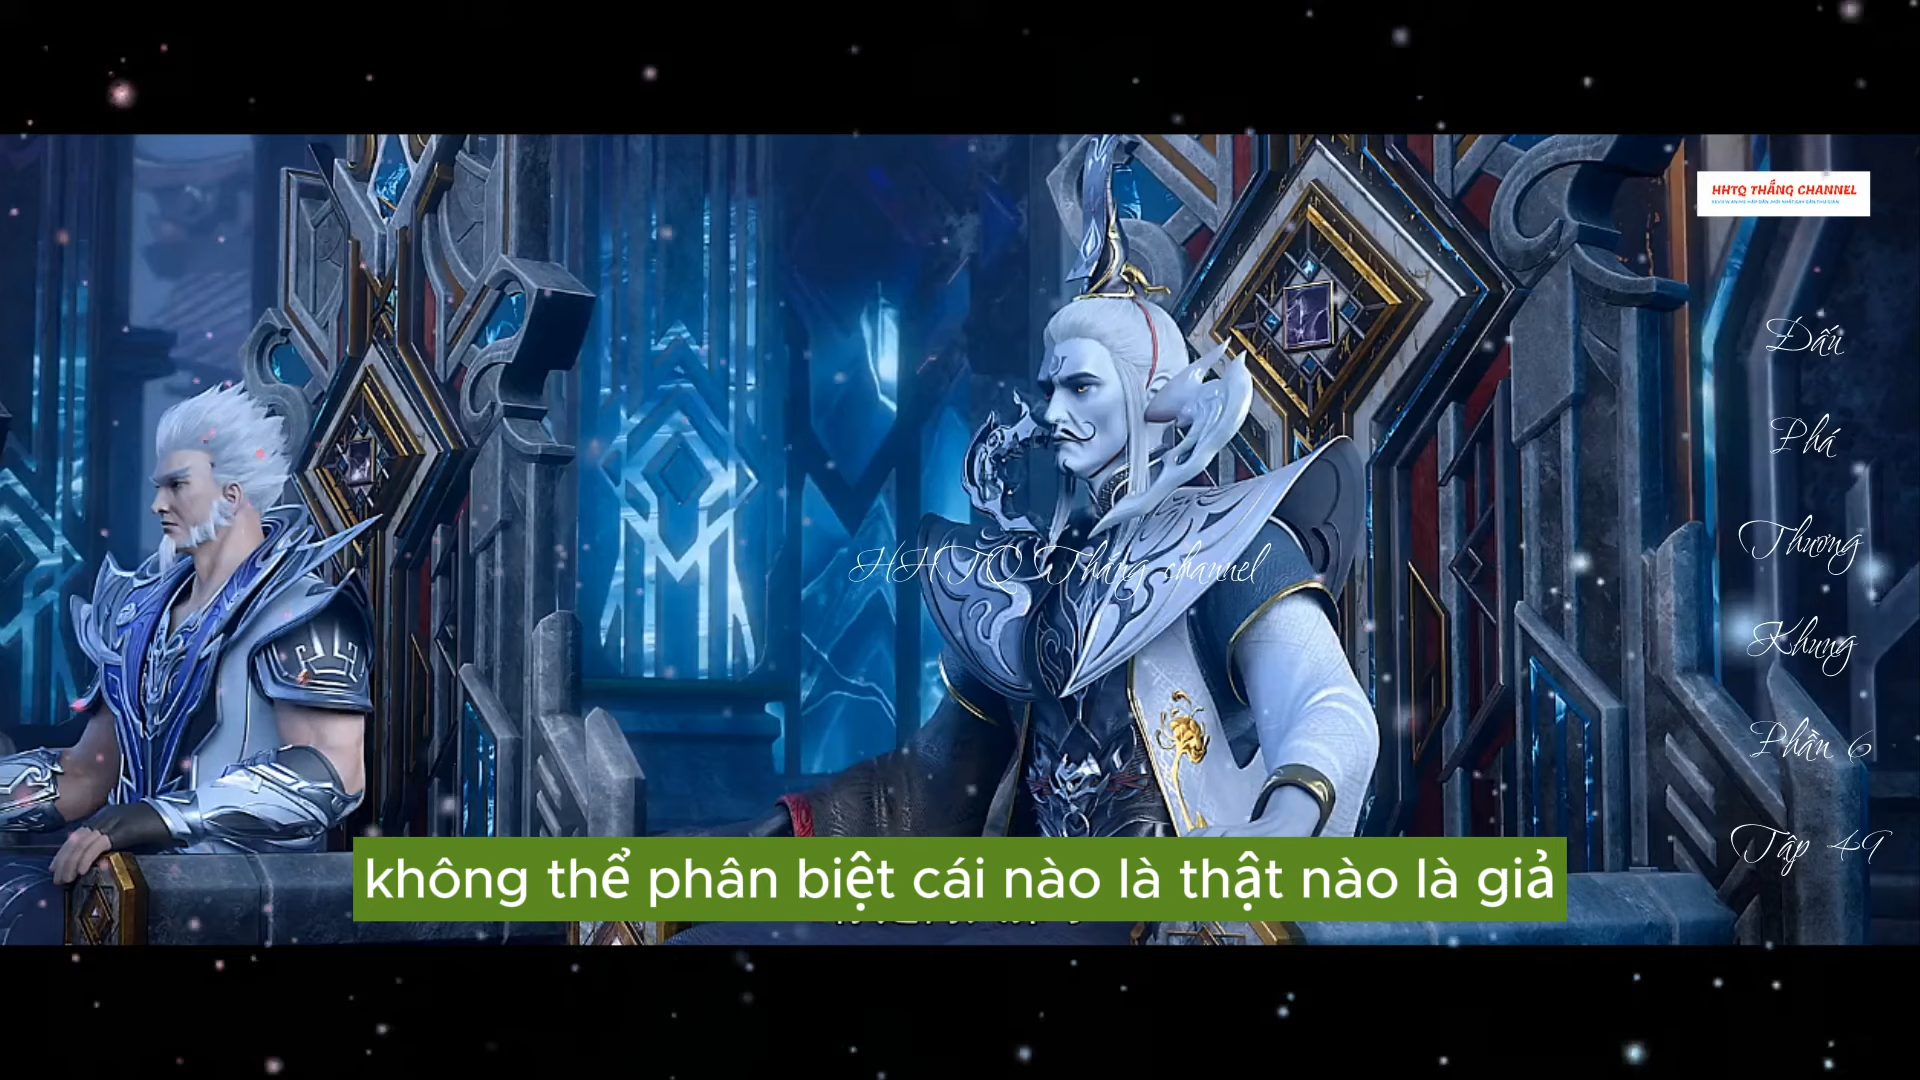 HHTQ THẮNG CHANNEL
Đấu
Phá
Thương
Khung
Phần 6
Tập 49
HHTQ Thắng channel
không thể phân biệt cái nào là thật nào là giả